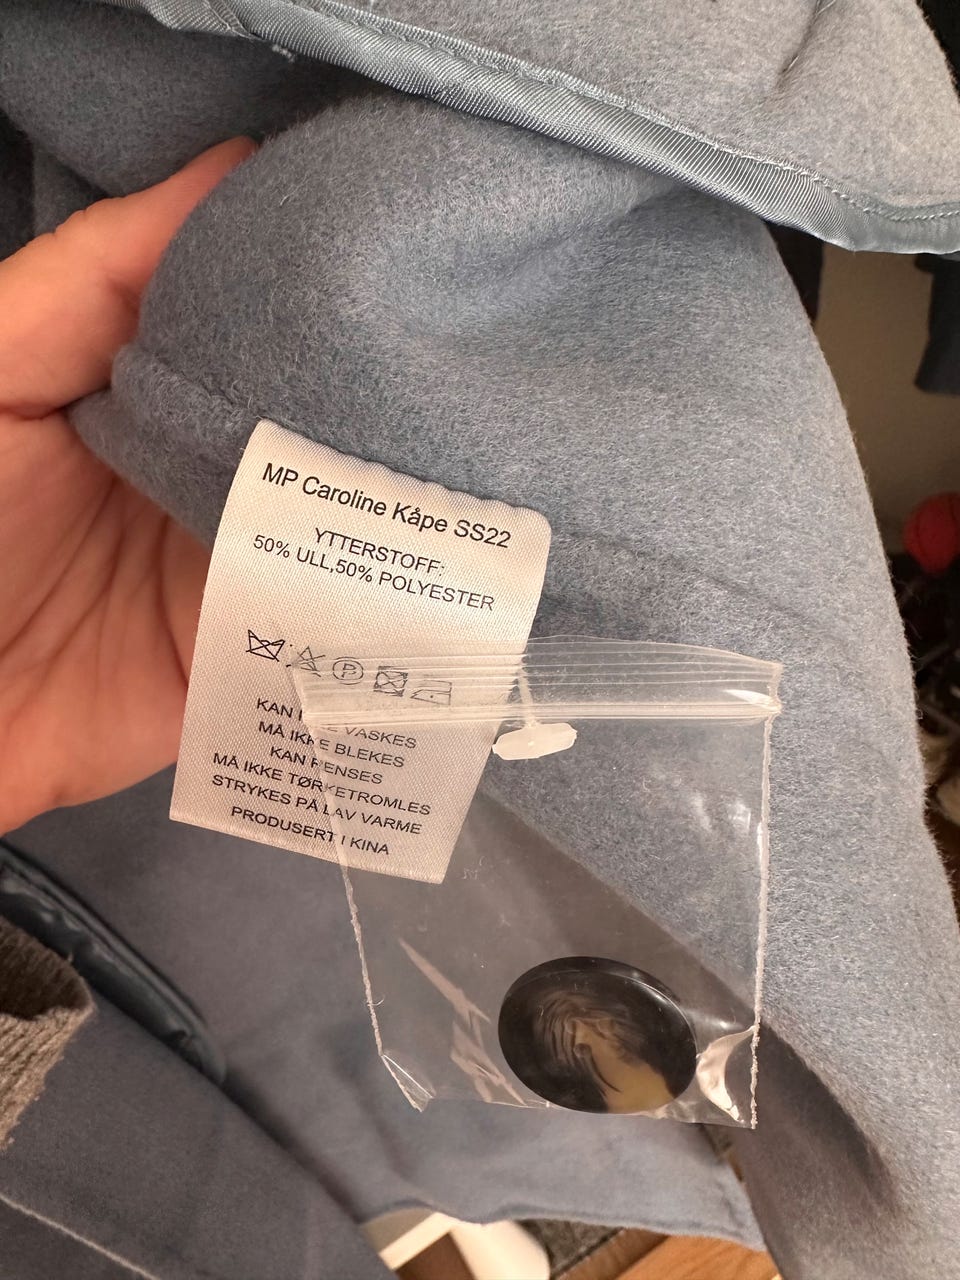 MP Caroline Kåpe SS22
YTTERSTOFF:
50% ULL,50% POLYESTER
P
KAN IKKE VASKES
MÅ IKKE BLEKES
KAN RENSES
MÅ IKKE TØRKETROMLES
STRYKES PÅ LAV VARME
PRODUSERT I KINA